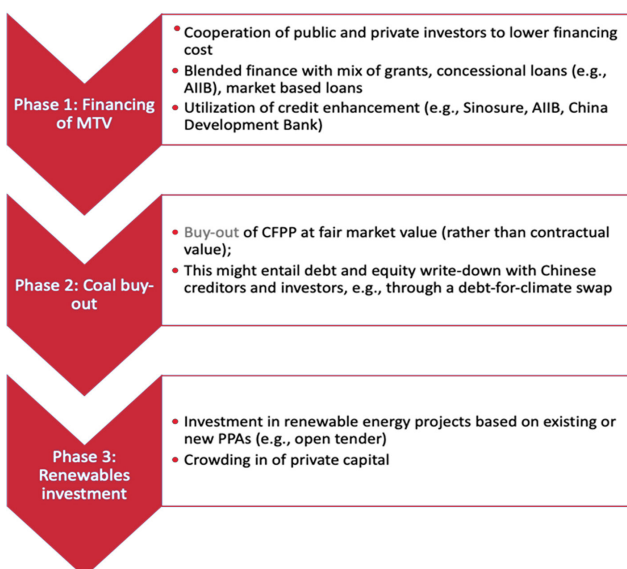 Phase 1: Financing
of MTV
• Cooperation of public and private investors to lower financing
cost
• Blended finance with mix of grants, concessional loans (e.g.,
AIIB), market based loans
• Utilization of credit enhancement (e.g., Sinosure, AIIB, China
Development Bank)
Phase 2: Coal buy-
out
• Buy-out of CFPP at fair market value (rather than contractual
value);
• This might entail debt and equity write-down with Chinese
creditors and investors, e.g., through a debt-for-climate swap
Phase 3:
Renewables
investment
• Investment in renewable energy projects based on existing or
new PPAs (e.g., open tender)
• Crowding in of private capital